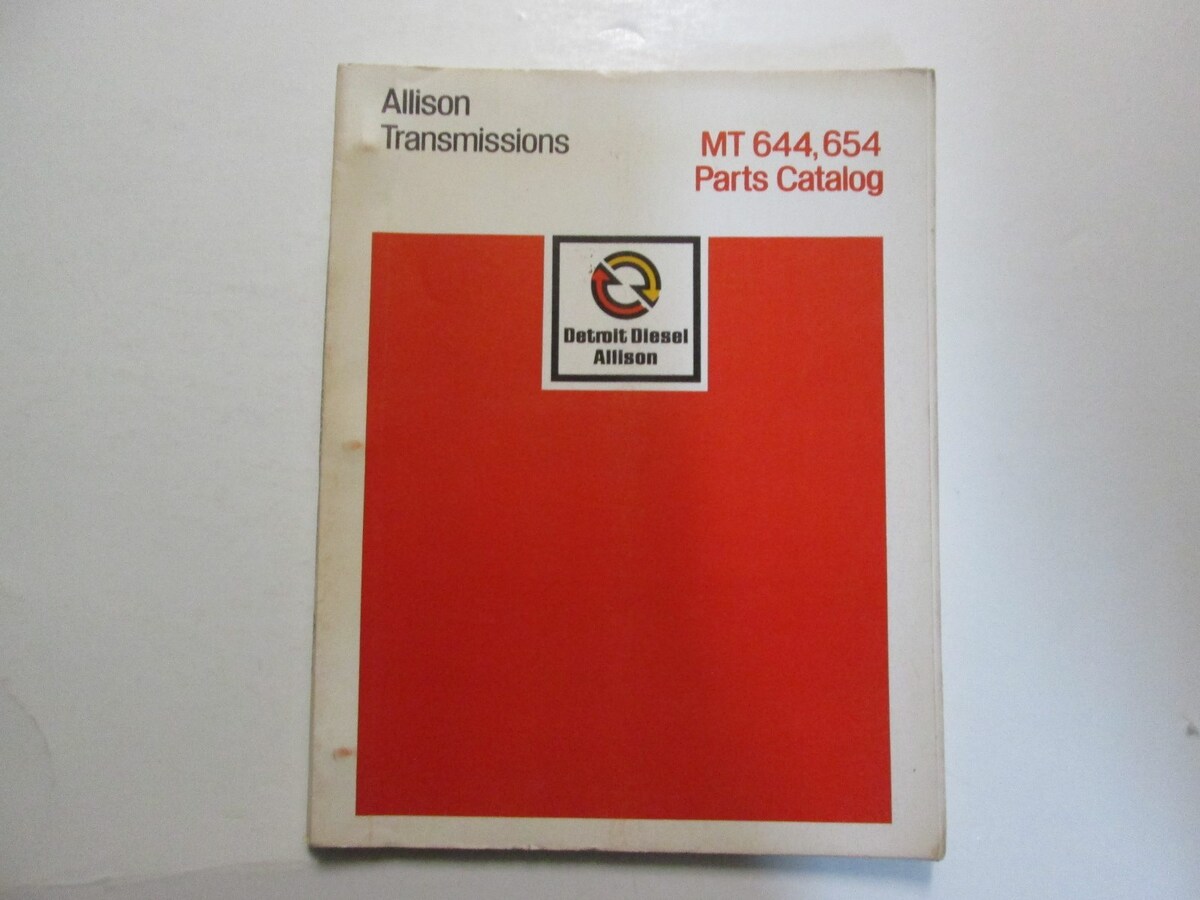 Allison
Transmissions
MT 644, 654
Parts Catalog
Detroit Diesel
Allison